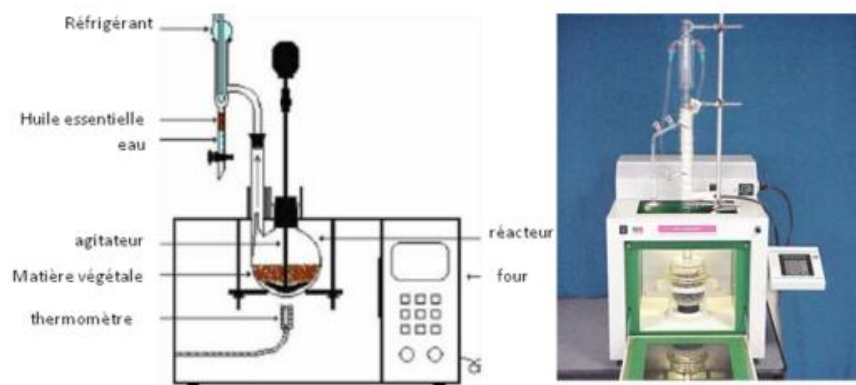 Réfrigérant
Huile essentielle
eau
agitateur
réacteur
Matière végétale
four
thermomètre